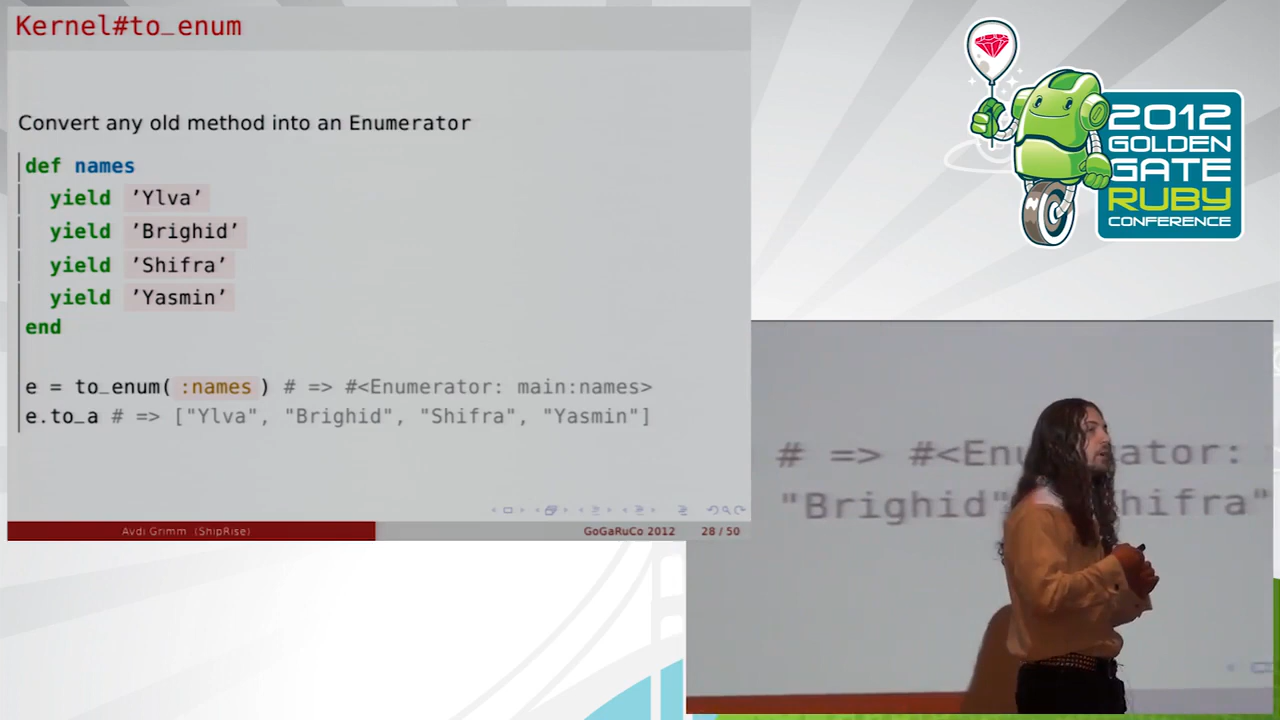 Kernel#to_enum
Convert any old method into an Enumerator
def names
yield ’Ylva’
yield ’Brighid’
yield ’Shifra’
yield ’Yasmin’
end
e = to_enum(:names) # => #<Enumerator: main:names>
e.to_a # => ["Ylva", "Brighid", "Shifra", "Yasmin"]
Avdi Grimm (ShipRise)
GoGaRuCo 2012
28 / 50
2012
GOLDEN
GATE
RUBY
CONFERENCE
# => #<En ator:
"Brighid" hifra"